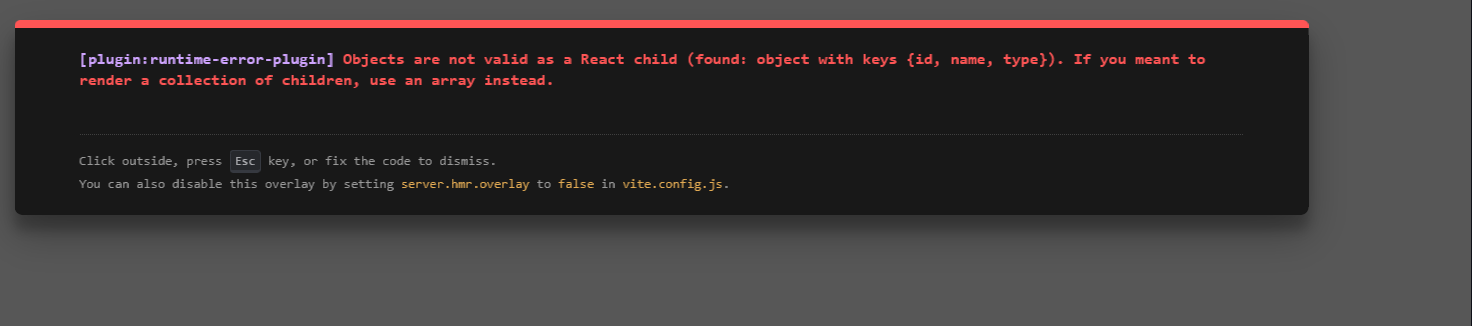 [plugin:runtime-error-plugin] Objects are not valid as a React child (found: object with keys {id, name, type}). If you meant to
render a collection of children, use an array instead.
Click outside, press Esc key, or fix the code to dismiss.
You can also disable this overlay by setting server.hmr.overlay to false in vite.config.js.